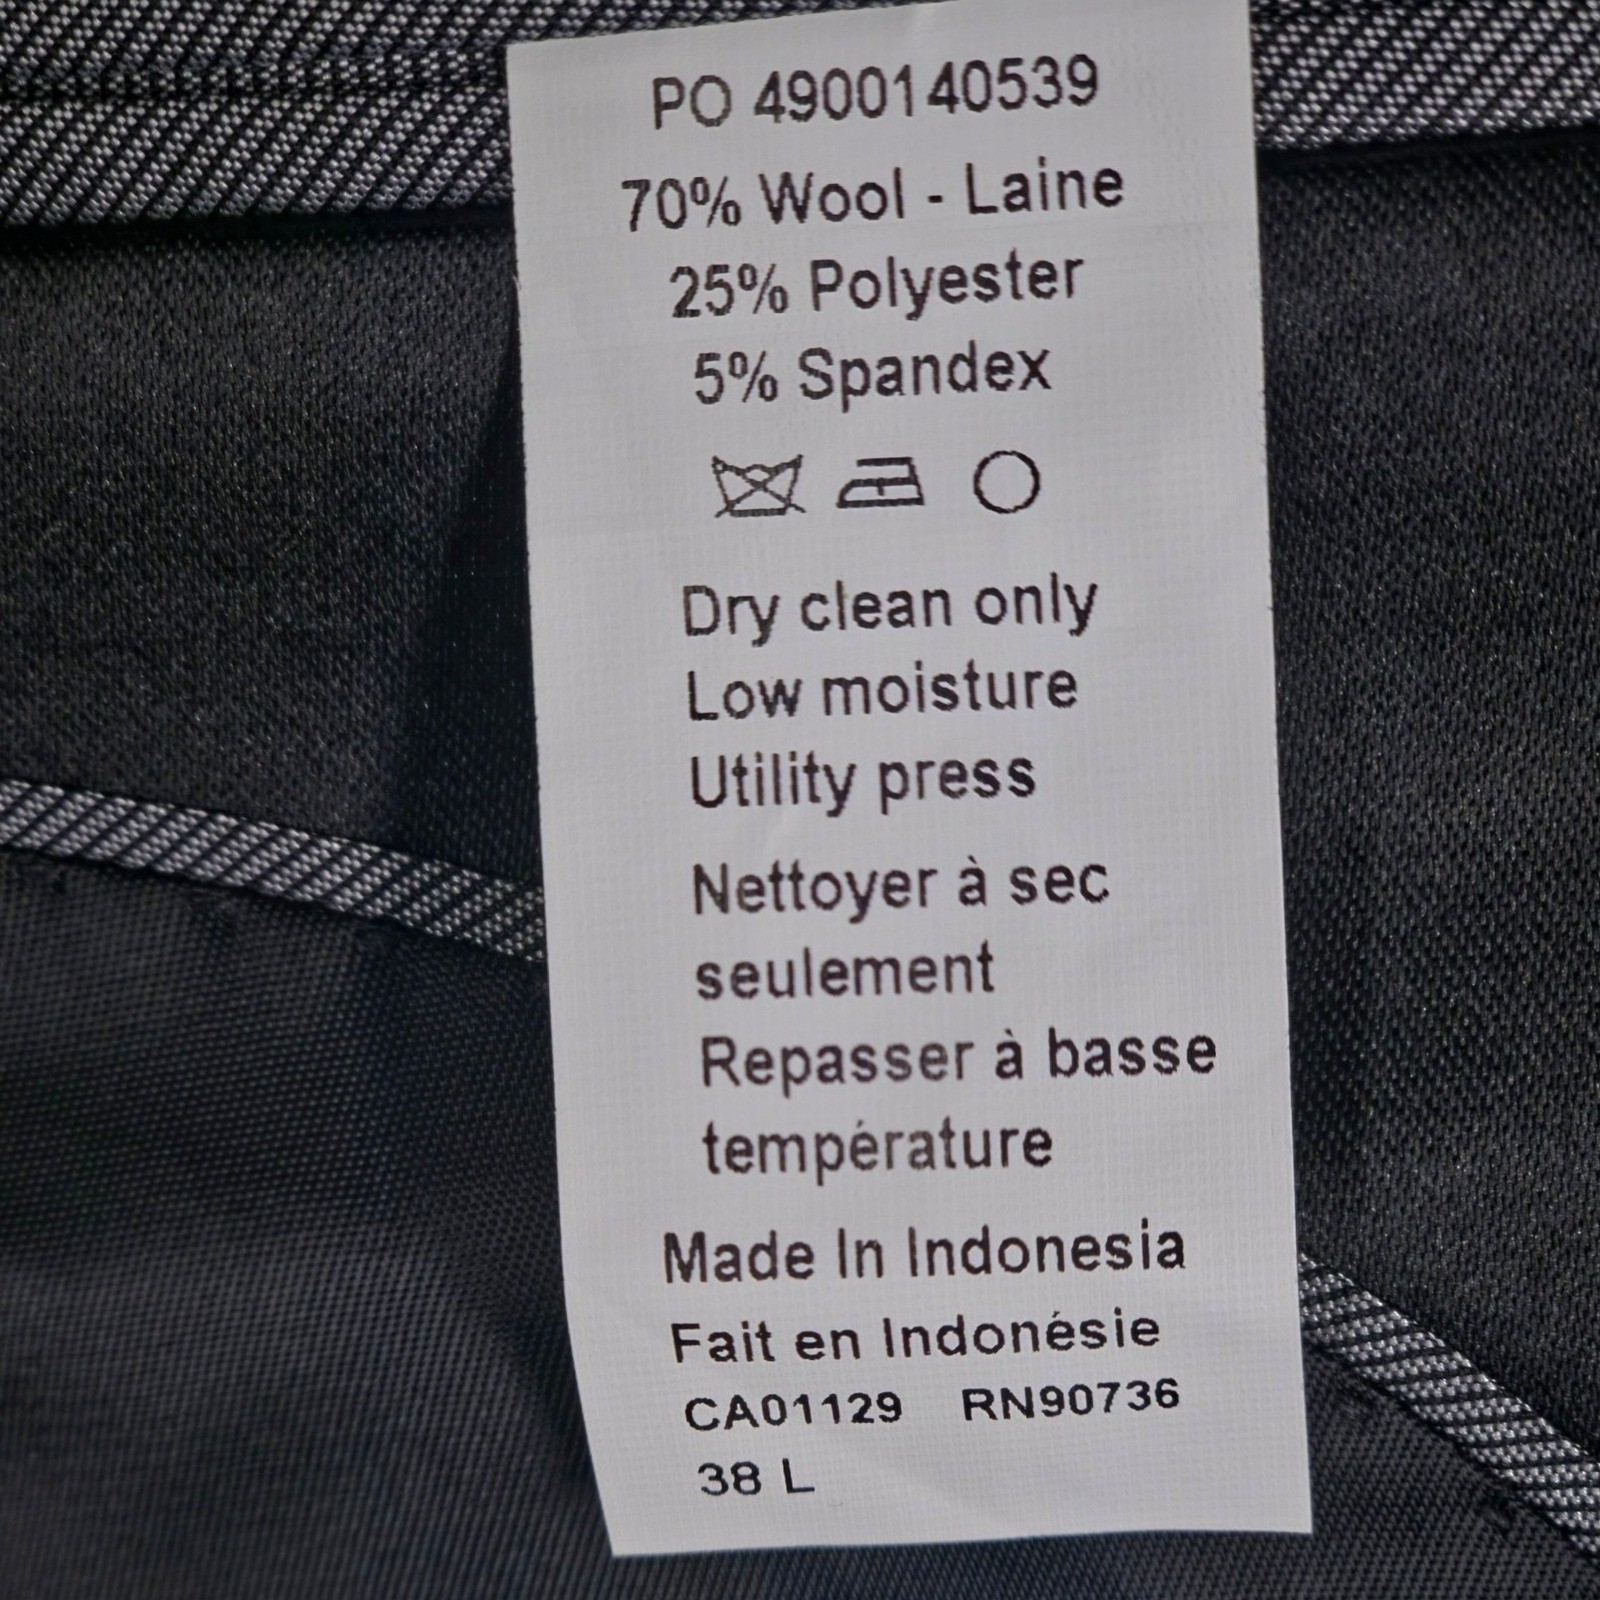 PO 4900140539
70% Wool - Laine
25% Polyester
5% Spandex
Dry clean only
Low moisture
Utility press
Nettoyer à sec
seulement
Repasser à basse
température
Made In Indonesia
Fait en Indonésie
CA01129 RN90736
38 L